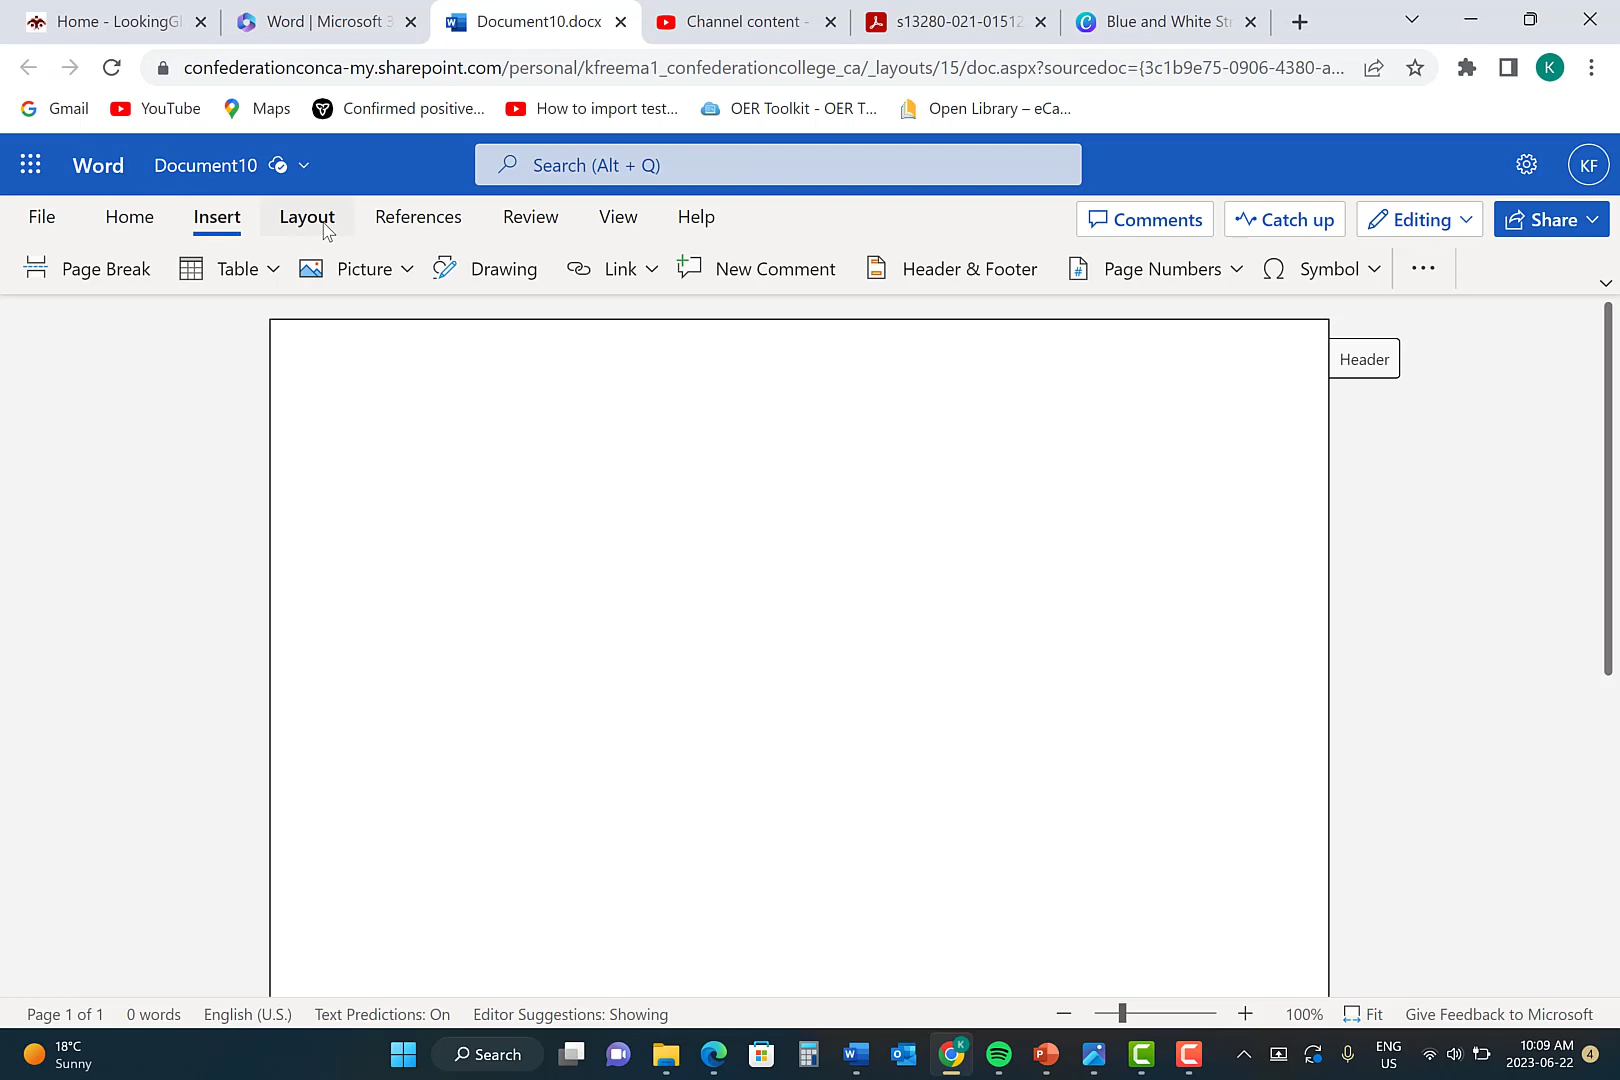 Home - LookingGl
Word | Microsoft 3
Document10.docx
Channel content -
s13280-021-01512
Blue and White Str
confederationconca-my.sharepoint.com/personal/kfreema1_confederationcollege_ca/_layouts/15/doc.aspx?sourcedoc={3c1b9e75-0906-4380-a...
K
Gmail
YouTube
Maps
Confirmed positive...
How to import test...
OER Toolkit - OER T...
Open Library – eCa...
Word
Document10
Search (Alt + Q)
KF
File
Home
Insert
Layout
References
Review
View
Help
Comments
Catch up
Editing
Share
Page Break
Table
Picture
Drawing
Link
New Comment
Header & Footer
Page Numbers
Symbol
Header
Page 1 of 1
0 words
English (U.S.)
Text Predictions: On
Editor Suggestions: Showing
100%
Fit
Give Feedback to Microsoft
18°C
Sunny
Search
ENG
US
10:09 AM
2023-06-22
4